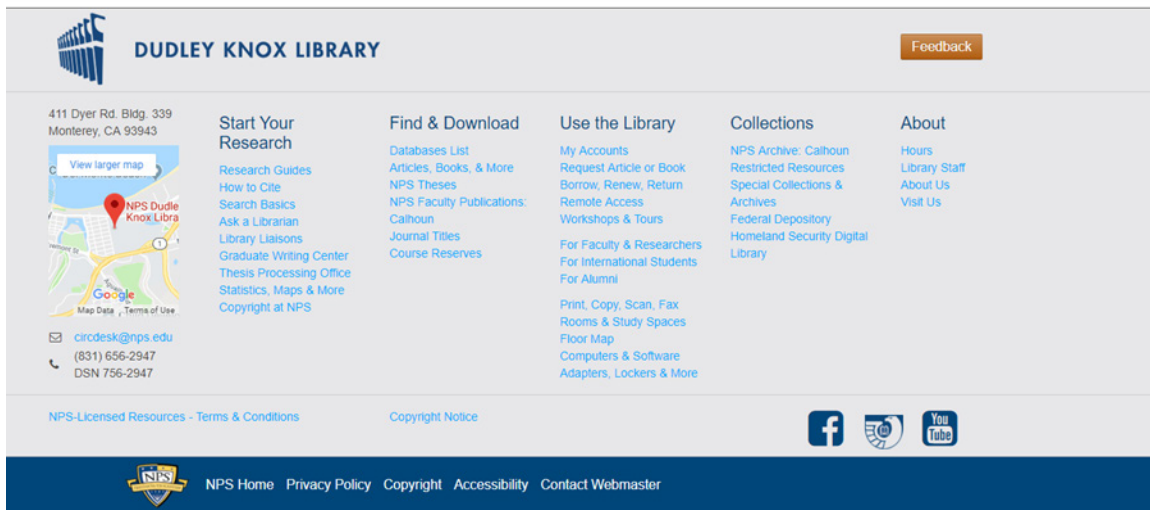 DUDLEY KNOX LIBRARY
Feedback
411 Dyer Rd. Bldg. 339
Monterey, CA 93943
View larger map
NPS Dudle
Knox Libra
1
Google
Map Data
Terms of Use
circdesk@nps.edu
(831) 656-2947
DSN 756-2947
Start Your
Research
Research Guides
How to Cite
Search Basics
Ask a Librarian
Library Liaisons
Graduate Writing Center
Thesis Processing Office
Statistics, Maps & More
Copyright at NPS
Find & Download
Databases List
Articles, Books, & More
NPS Theses
NPS Faculty Publications:
Calhoun
Journal Titles
Course Reserves
Use the Library
My Accounts
Request Article or Book
Borrow, Renew, Return
Remote Access
Workshops & Tours
For Faculty & Researchers
For International Students
For Alumni
Print, Copy, Scan, Fax
Rooms & Study Spaces
Floor Map
Computers & Software
Adapters, Lockers & More
Collections
NPS Archive: Calhoun
Restricted Resources
Special Collections &
Archives
Federal Depository
Homeland Security Digital
Library
About
Hours
Library Staff
About Us
Visit Us
NPS-Licensed Resources - Terms & Conditions
Copyright Notice
f
You
Tube
NPS
NPS Home Privacy Policy Copyright Accessibility Contact Webmaster